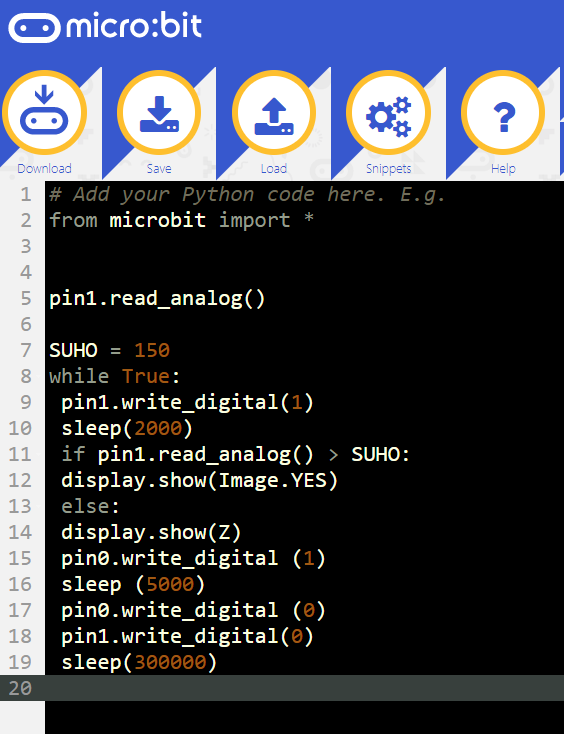 micro:bit
Download Save Load Snippets Help
1 # Add your Python code here. E.g.
2 from microbit import *
3
4
5 pin1.read_analog()
6
7 SUHO = 150
8 while True:
9  pin1.write_digital(1)
10  sleep(2000)
11  if pin1.read_analog() > SUHO:
12  display.show(Image.YES)
13  else:
14  display.show(Z)
15  pin0.write_digital (1)
16  sleep (5000)
17  pin0.write_digital (0)
18  pin1.write_digital(0)
19  sleep(300000)
20